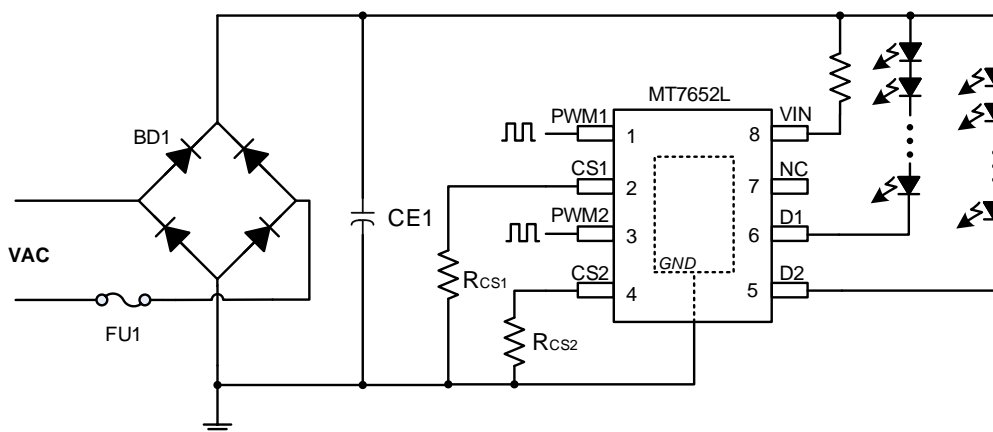 MT7652L
BD1
PWM1
1
8
VIN
CS1
2
7
NC
CE1
PWM2
3
6
D1
VAC
GND
RCS1
CS2
4
5
D2
FU1
RCS2